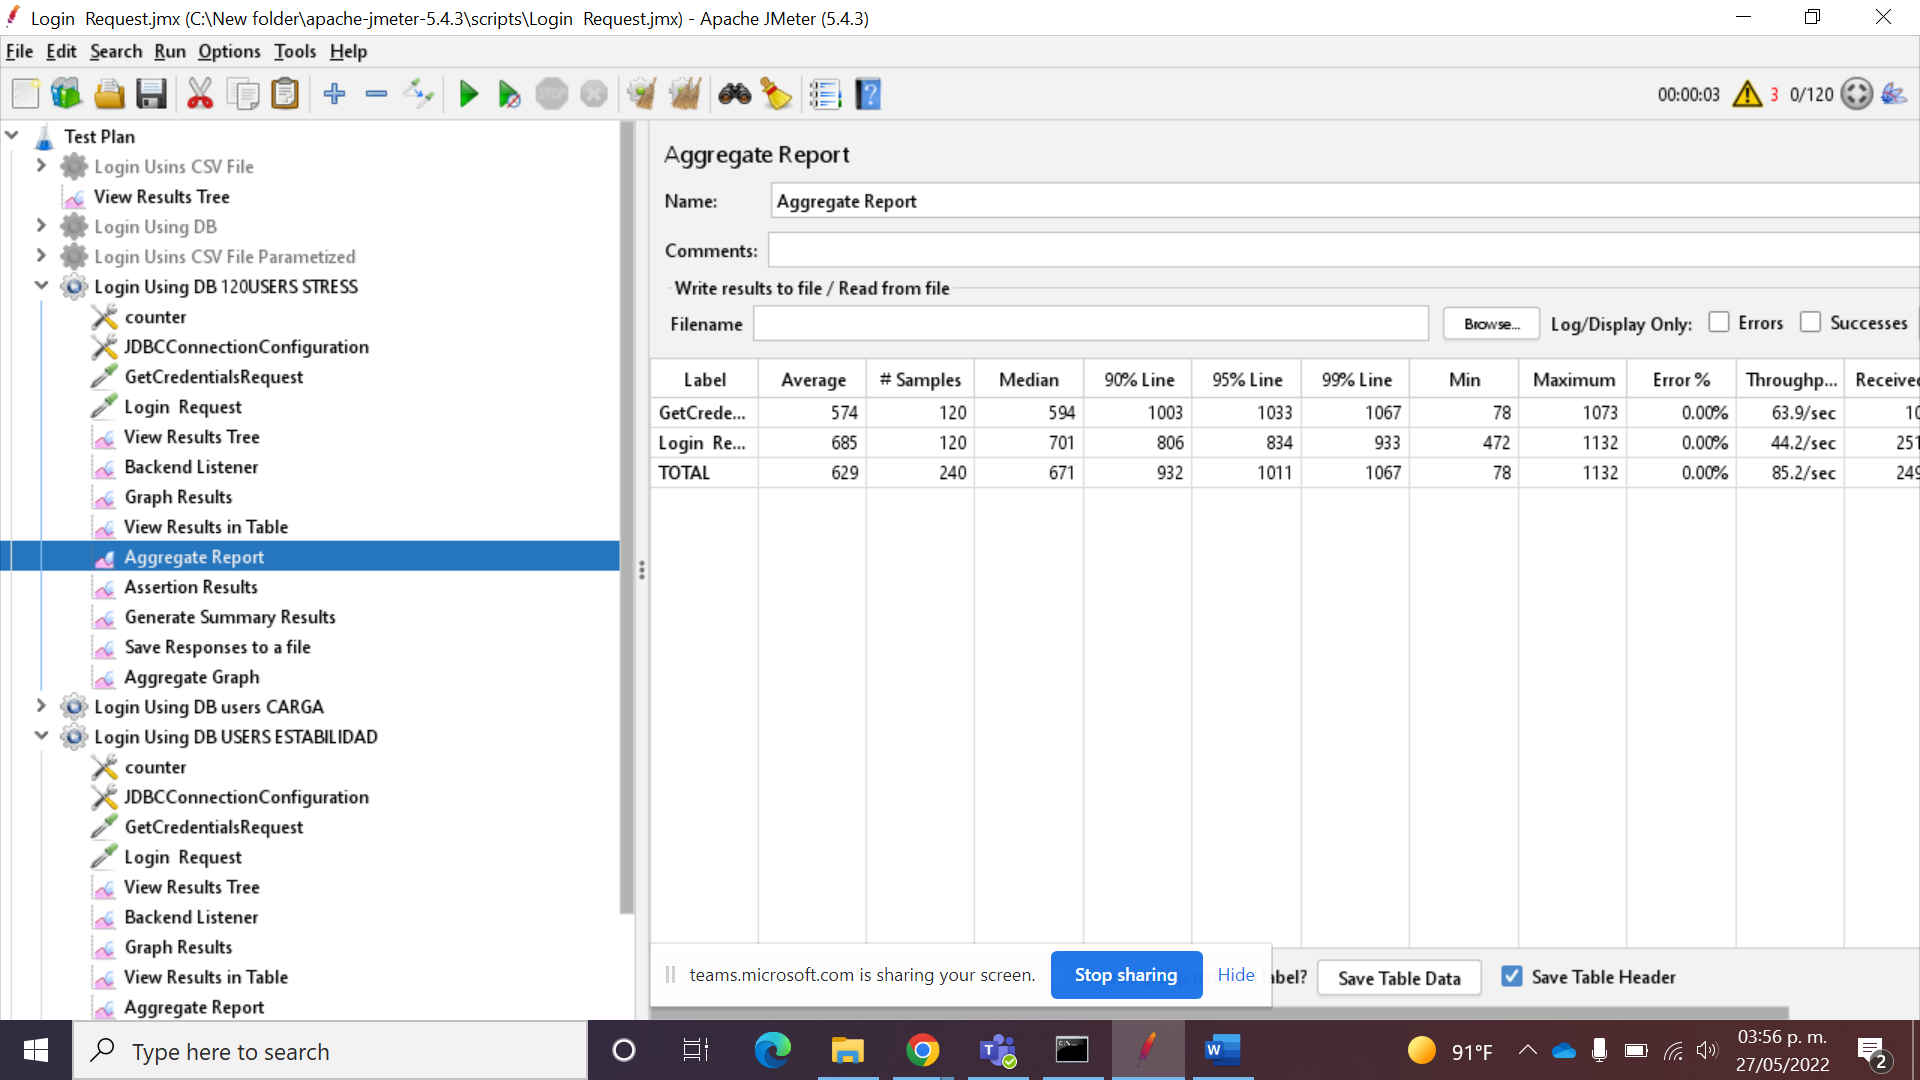 Login  Request.jmx (C:\New folder\apache-jmeter-5.4.3\scripts\Login  Request.jmx) - Apache JMeter (5.4.3)
File Edit Search Run Options Tools Help
STOP 00:00:03 3 0/120
Test Plan
Login Usins CSV File
View Results Tree
Login Using DB
Login Usins CSV File Parametized
Login Using DB 120USERS STRESS
counter
JDBCConnectionConfiguration
GetCredentialsRequest
Login  Request
View Results Tree
Backend Listener
Graph Results
View Results in Table
Aggregate Report
Assertion Results
Generate Summary Results
Save Responses to a file
Aggregate Graph
Login Using DB users CARGA
Login Using DB USERS ESTABILIDAD
counter
JDBCConnectionConfiguration
GetCredentialsRequest
Login  Request
View Results Tree
Backend Listener
Graph Results
View Results in Table
Aggregate Report
Aggregate Report
Name: Aggregate Report
Comments:
Write results to file / Read from file
Filename Browse... Log/Display Only: Errors Successes
Label Average # Samples Median 90% Line 95% Line 99% Line Min Maximum Error % Throughp... Received
GetCrede... 574 120 594 1003 1033 1067 78 1073 0.00% 63.9/sec 10
Login  Re... 685 120 701 806 834 933 472 1132 0.00% 44.2/sec 251
TOTAL 629 240 671 932 1011 1067 78 1132 0.00% 85.2/sec 249
teams.microsoft.com is sharing your screen. Stop sharing Hide abel? Save Table Data Save Table Header
Type here to search
91°F
03:56 p. m.
27/05/2022
2